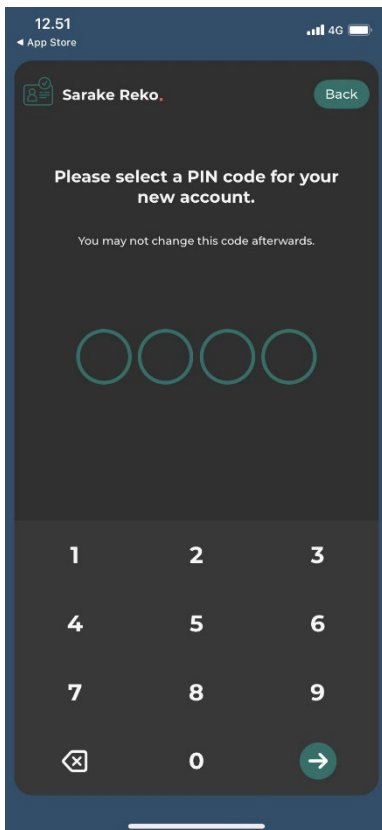 12.51
4G
◀ App Store
Sarake Reko.
Back
Please select a PIN code for your
new account.
You may not change this code afterwards.
1 2 3
4 5 6
7 8 9
0